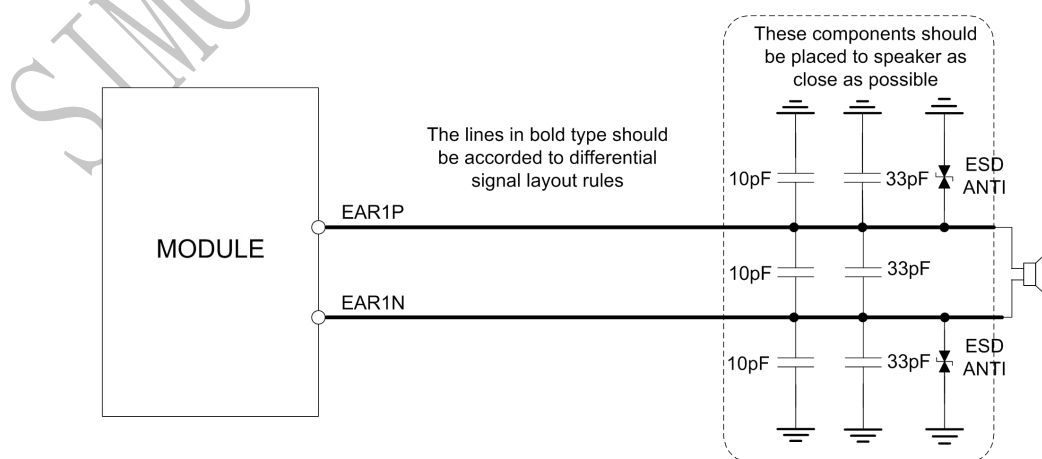 SIMC
These components should
be placed to speaker as
close as possible
The lines in bold type should
be accorded to differential
signal layout rules
10pF
33pF
ESD
ANTI
EAR1P
MODULE
10pF
33pF
EAR1N
10pF
33pF
ESD
ANTI